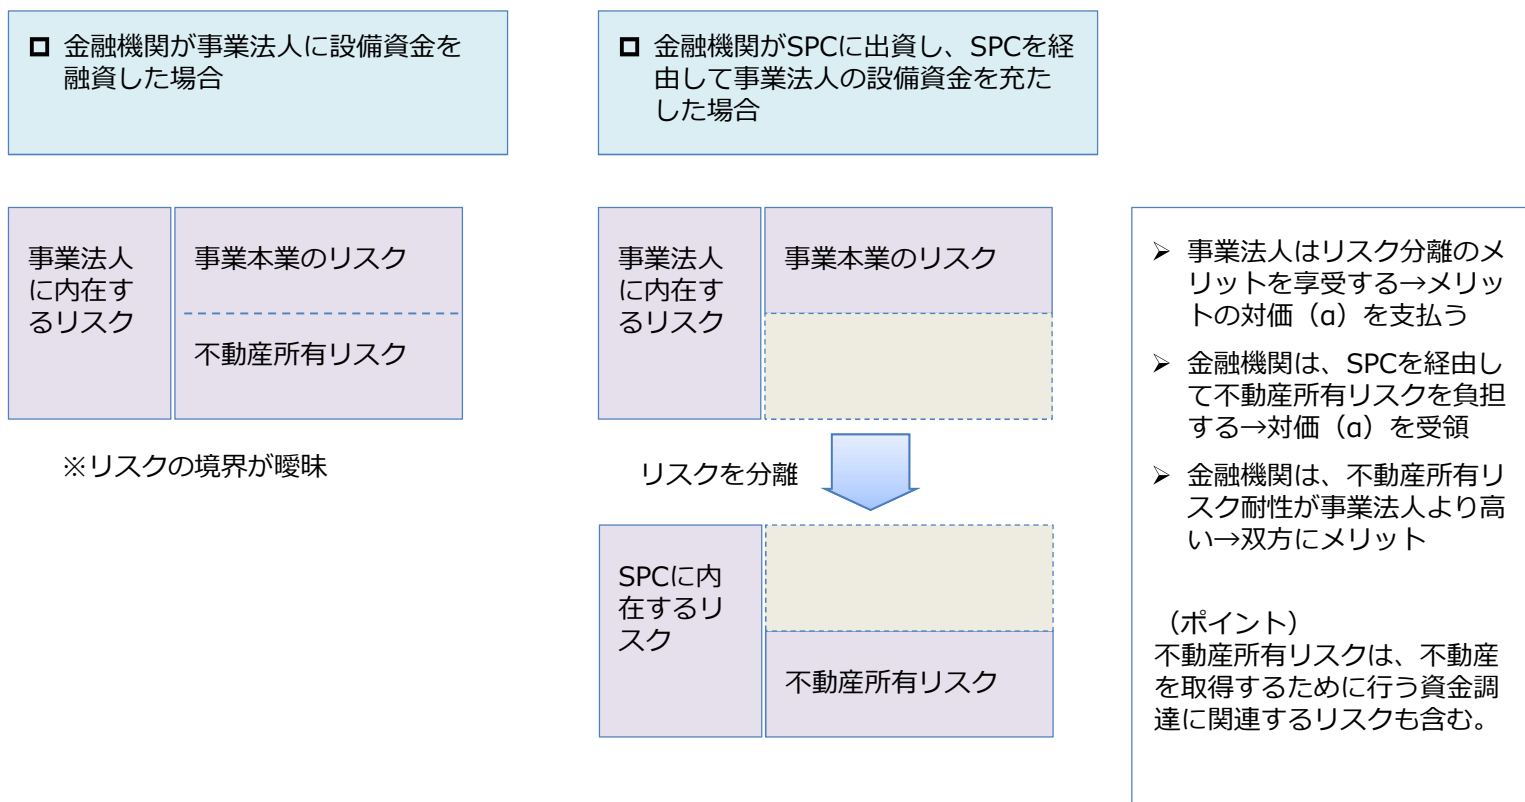 金融機関が事業法人に設備資金を
融資した場合
金融機関がSPCに出資し、SPCを経
由して事業法人の設備資金を充た
した場合
事業法人
に内在す
るリスク
事業本業のリスク
不動産所有リスク
※リスクの境界が曖昧
事業法人
に内在す
るリスク
事業本業のリスク
リスクを分離
SPCに内
在するリ
スク
不動産所有リスク
➢ 事業法人はリスク分離のメ
リットを享受する→メリッ
トの対価（α）を支払う
➢ 金融機関は、SPCを経由し
て不動産所有リスクを負担
する→対価（α）を受領
➢ 金融機関は、不動産所有リ
スク耐性が事業法人より高
い→双方にメリット
（ポイント）
不動産所有リスクは、不動産
を取得するために行う資金調
達に関連するリスクも含む。